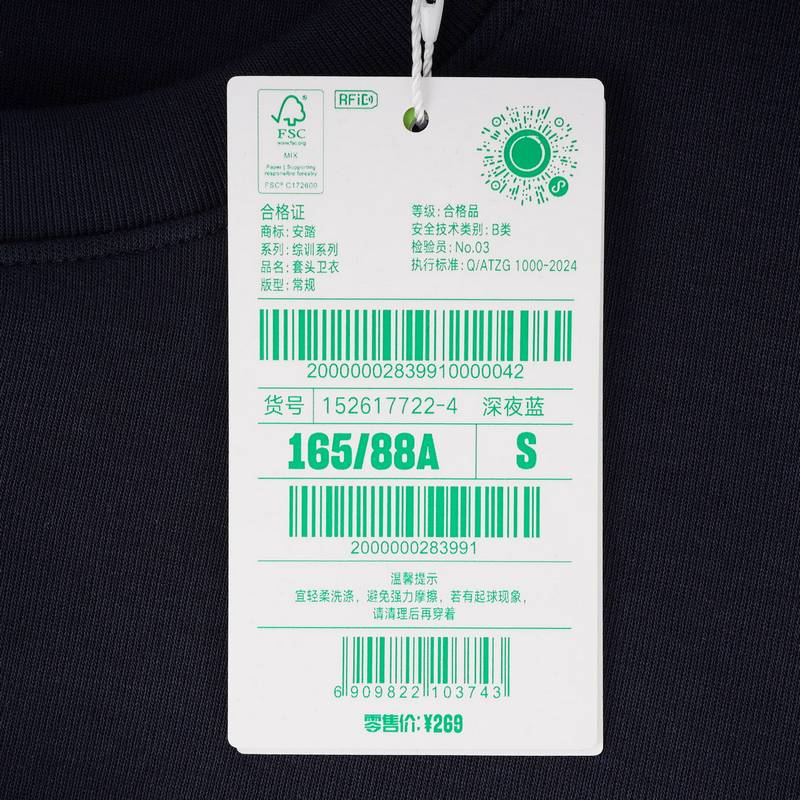 FSC
www.fsc.org
MIX
Paper | Supporting
responsible forestry
FSC® C172600
RFiD
合格证
商标: 安踏
系列: 综训系列
品名: 套头卫衣
版型: 常规
等级: 合格品
安全技术类别: B类
检验员: No.03
执行标准: Q/ATZG 1000-2024
20000002839910000042
货号 152617722-4 深夜蓝
165/88A S
2000000283991
温馨提示
宜轻柔洗涤，避免强力摩擦，若有起球现象，
请清理后再穿着
6 909822 103743
零售价: ¥269